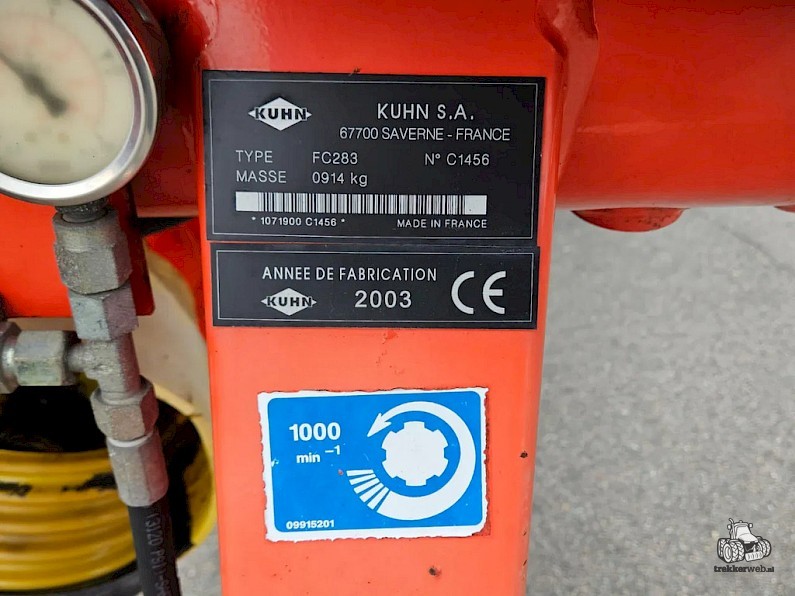 KUHN
KUHN S.A.
67700 SAVERNE - FRANCE
TYPE FC283 N° C1456
MASSE 0914 kg
* 1071900 C1456 * MADE IN FRANCE
ANNEE DE FABRICATION
KUHN 2003 CE
1000
min -1
09915201
trekkerweb.nl